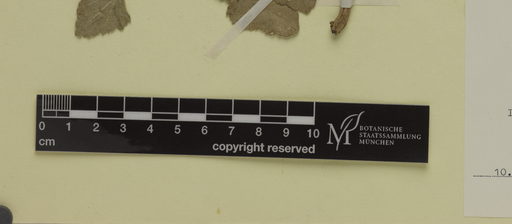 0 1 2 3 4 5 6 7 8 9 10
cm
copyright reserved
M
BOTANISCHE
STAATSSAMMLUNG
MÜNCHEN
10.